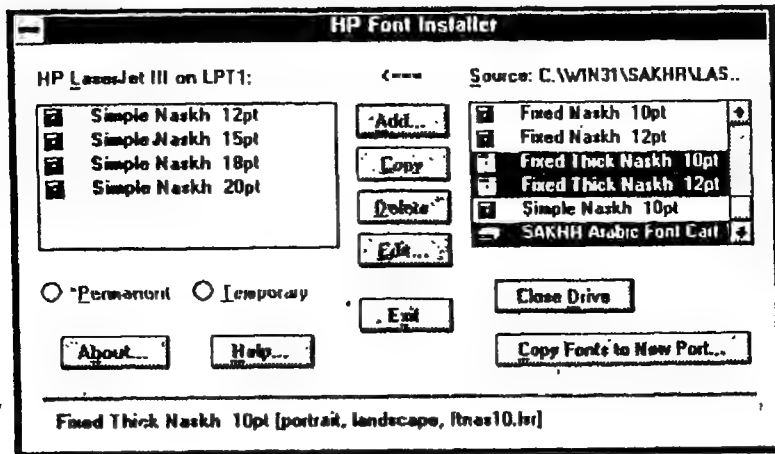 HP Font Installer
HP LaserJet III on LPT1:
<===
Source: C:\WIN31\SAKHR\LAS..
Simple Naskh 12pt
Simple Naskh 15pt
Simple Naskh 18pt
Simple Naskh 20pt
Add...
Copy
Delete
Edit...
Exit
Fixed Naskh 10pt
Fixed Naskh 12pt
Fixed Thick Naskh 10pt
Fixed Thick Naskh 12pt
Simple Naskh 10pt
SAKHR Arabic Font Cart
Permanent
Temporary
Close Drive
About...
Help...
Copy Fonts to New Port...
Fixed Thick Naskh 10pt [portrait, landscape, ftnas10.lsr]